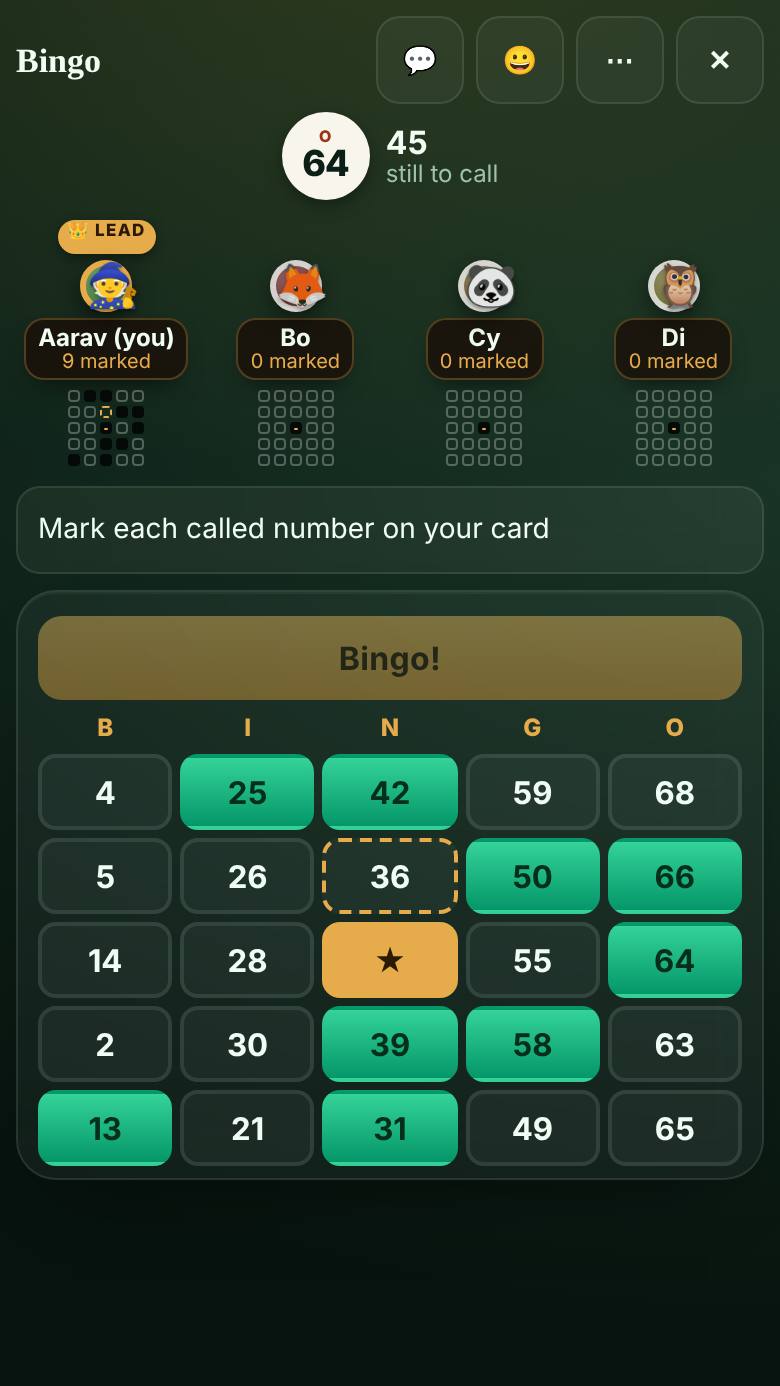 Bingo
O
64
45
still to call
LEAD
Aarav (you)
9 marked
Bo
0 marked
Cy
0 marked
Di
0 marked
Mark each called number on your card
Bingo!
B I N G O
4 25 42 59 68
5 26 36 50 66
14 28 ★ 55 64
2 30 39 58 63
13 21 31 49 65